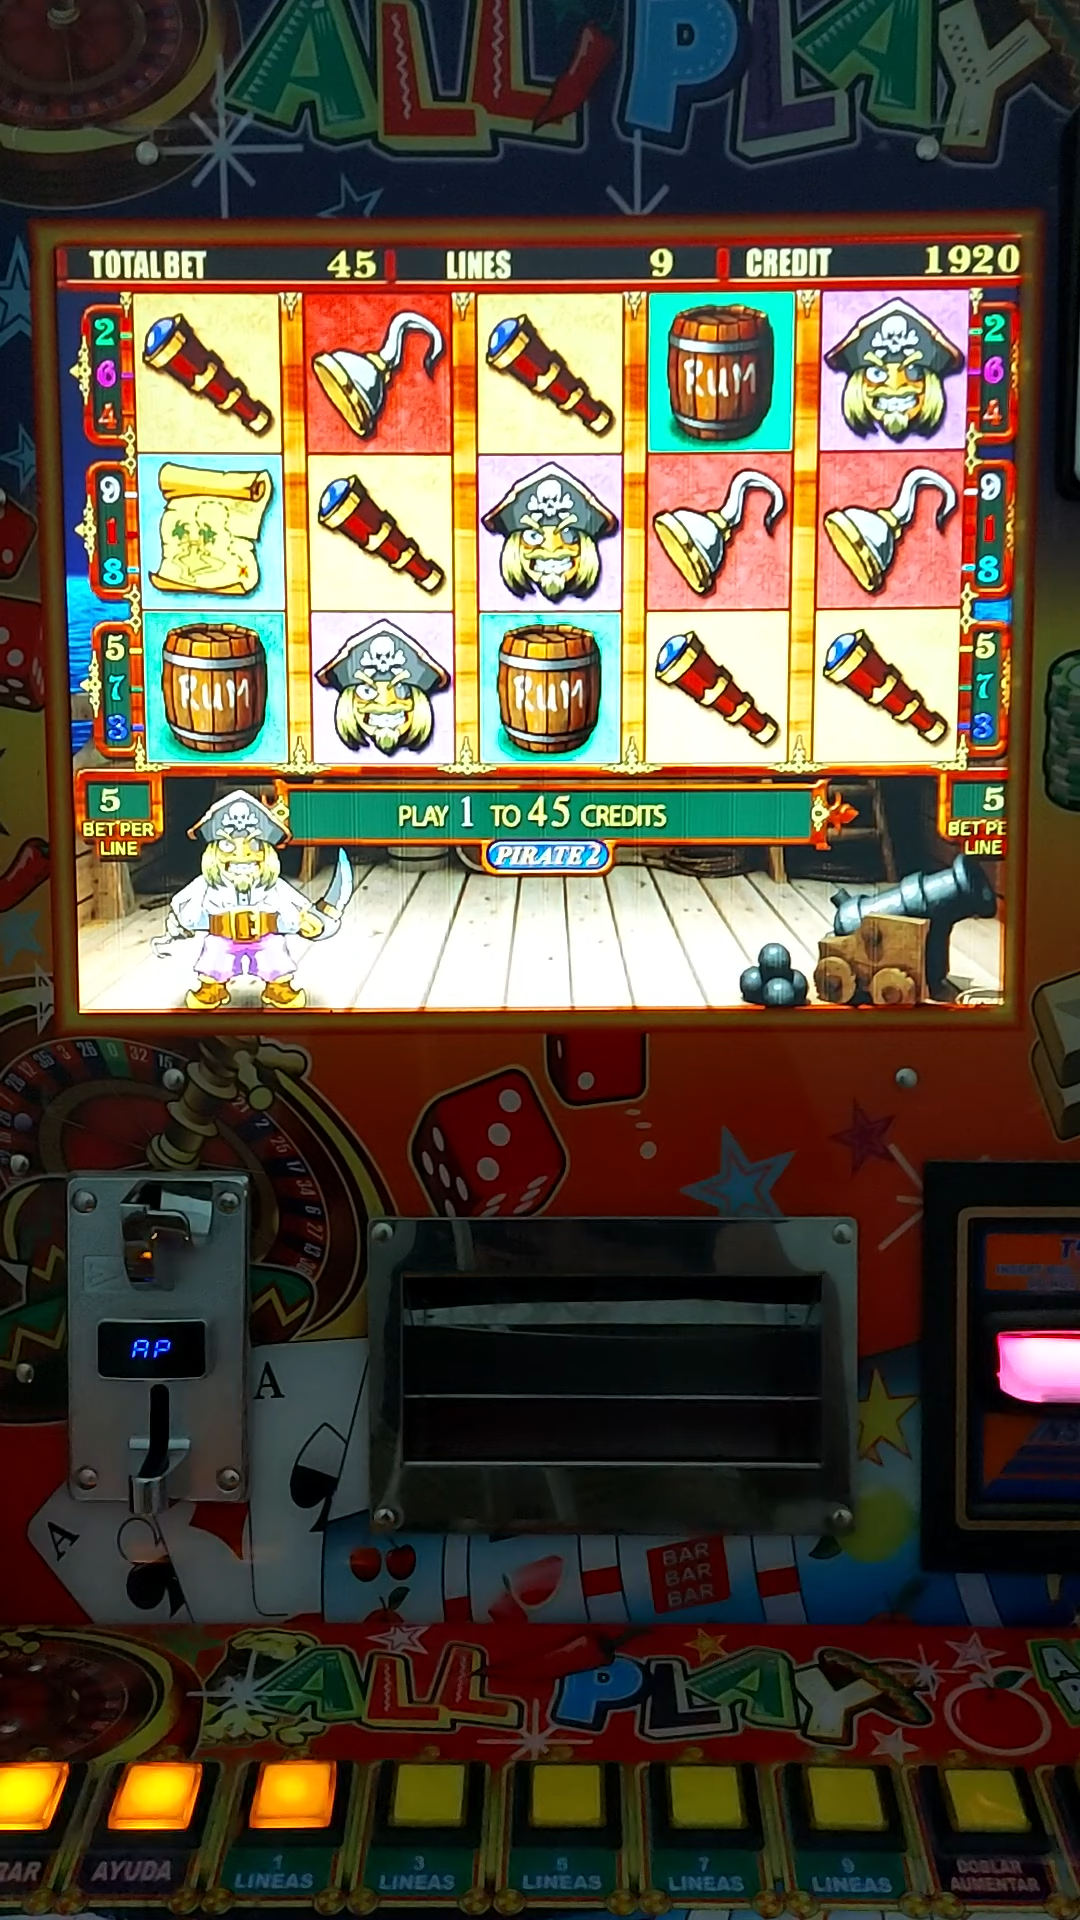 ALL PLAY
TOTAL BET 45 LINES 9 CREDIT 1920
2 2
6 RUM 6
4 4
9 9
1 1
8 8
5 5
7 RUM RUM 7
3 3
5 5
BET PER PLAY 1 TO 45 CREDITS BET PE
LINE PIRATE 2 LINE
AP
A
A
BAR
BAR
BAR
ALL PLAY
AYUDA
1
LINEAS
3
LINEAS
5
LINEAS
7
LINEAS
9
LINEAS
DOBLAR
AUMENTAR